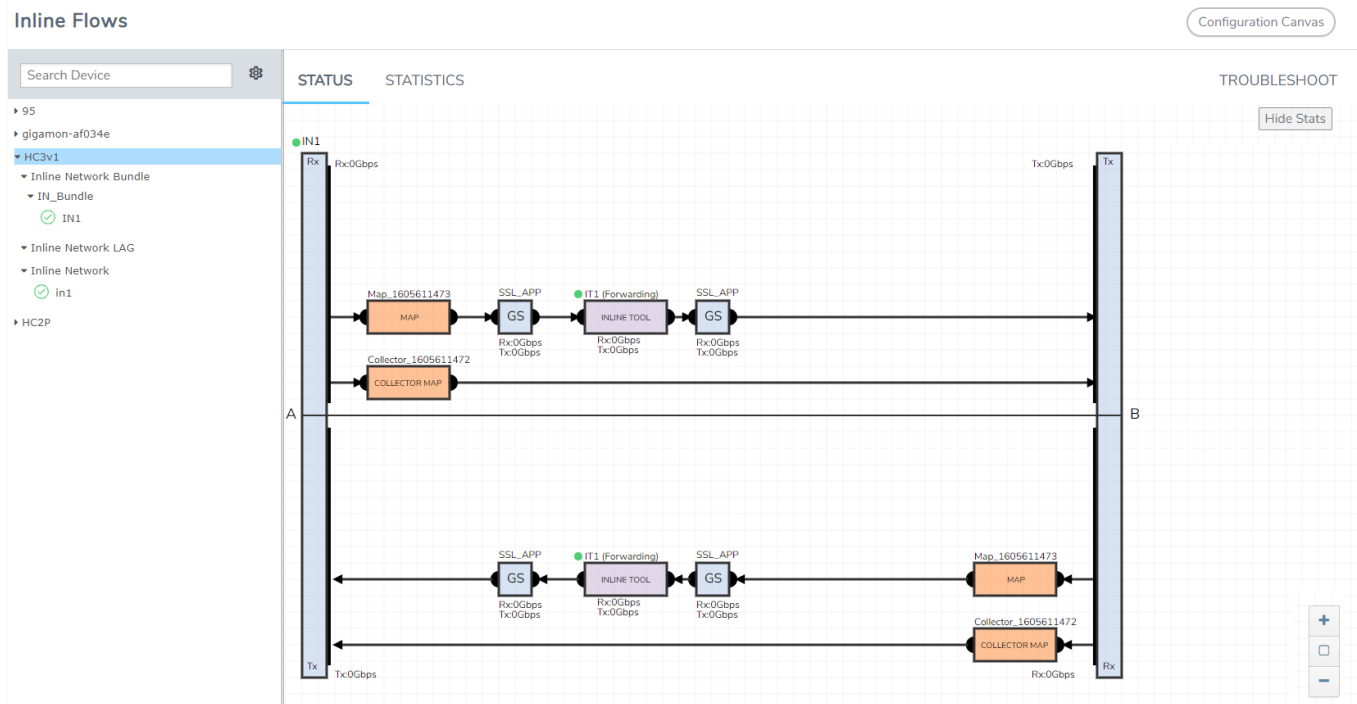 Inline Flows
Configuration Canvas
Search Device
STATUS
STATISTICS
TROUBLESHOOT
95
gigamon-af034e
HC3v1
Inline Network Bundle
IN_Bundle
IN1
Inline Network LAG
Inline Network
in1
HC2P
Hide Stats
IN1
Rx
Rx:0Gbps
Tx:0Gbps
Tx
Map_1605611473
SSL_APP
IT1 (Forwarding)
SSL_APP
MAP
GS
INLINE TOOL
GS
Rx:0Gbps
Tx:0Gbps
Rx:0Gbps
Tx:0Gbps
Rx:0Gbps
Tx:0Gbps
Collector_1605611472
COLLECTOR MAP
A
B
SSL_APP
IT1 (Forwarding)
SSL_APP
Map_1605611473
GS
INLINE TOOL
GS
MAP
Rx:0Gbps
Tx:0Gbps
Rx:0Gbps
Tx:0Gbps
Rx:0Gbps
Tx:0Gbps
Collector_1605611472
COLLECTOR MAP
Tx
Tx:0Gbps
Rx:0Gbps
Rx